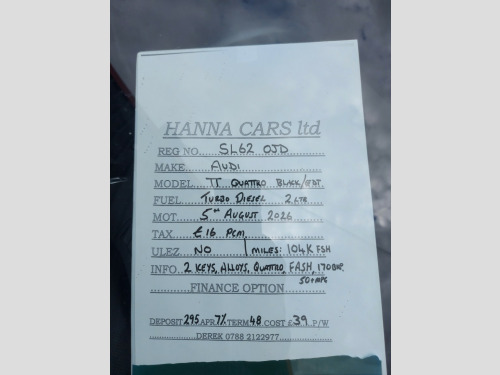 HANNA CARS ltd
REG NO.....SL62 OJD
MAKE.......AUDI
MODEL...TT QUATTRO BLACK/
FUEL.....TURBO DIESEL 2 LTR
MOT......5TH AUGUST 2026
TAX......£16 PCM
ULEZ...NO | MILES: 104K FSH
INFO...2 KEYS, ALLOYS, QUATTRO, FASH, 170BHP,
50+MPG
FINANCE OPTION
DEPOSIT 295 APR 7% TERM 48 COST £39 P/W
DEREK 0788 2122977